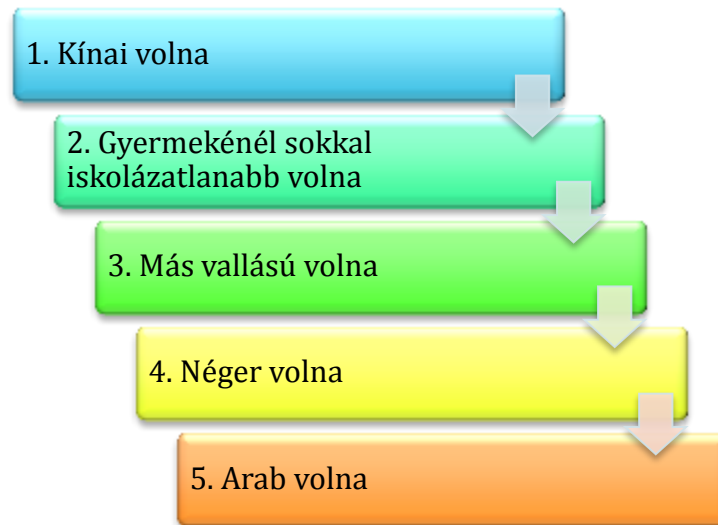 1. Kínai volna
2. Gyermekénél sokkal
iskolázatlanabb volna
3. Más vallású volna
4. Néger volna
5. Arab volna